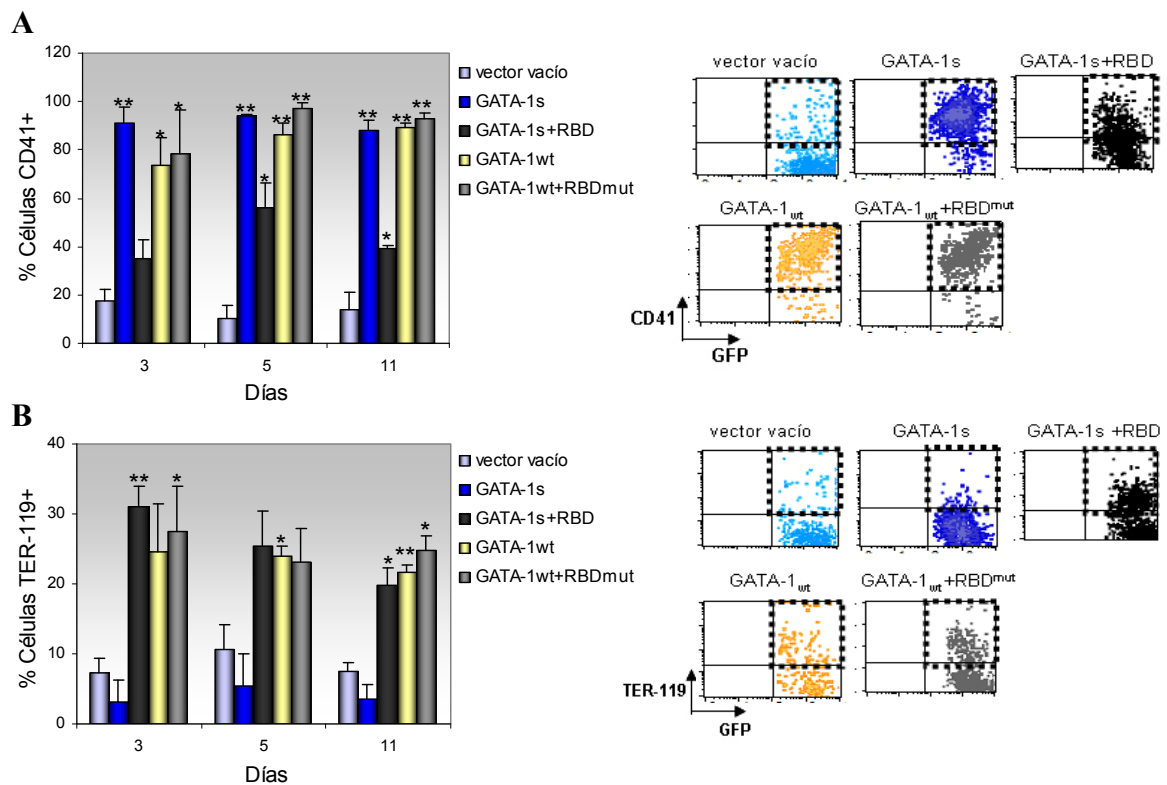 A
120
100
80
60
40
20
0
% Células CD41+
** ** * *
** * ** **
** * ** **
3 5 11
Días
vector vacío
GATA-1s
GATA-1s+RBD
GATA-1wt
GATA-1wt+RBDmut
vector vacío GATA-1s GATA-1s+RBD
GATA-1wt GATA-1wt+RBDmut
CD41
GFP
B
40
30
20
10
0
% Células TER-119+
** *
*
* ** *
3 5 11
Días
vector vacío
GATA-1s
GATA-1s+RBD
GATA-1wt
GATA-1wt+RBDmut
vector vacío GATA-1s GATA-1s +RBD
GATA-1wt GATA-1wt+RBDmut
TER-119
GFP